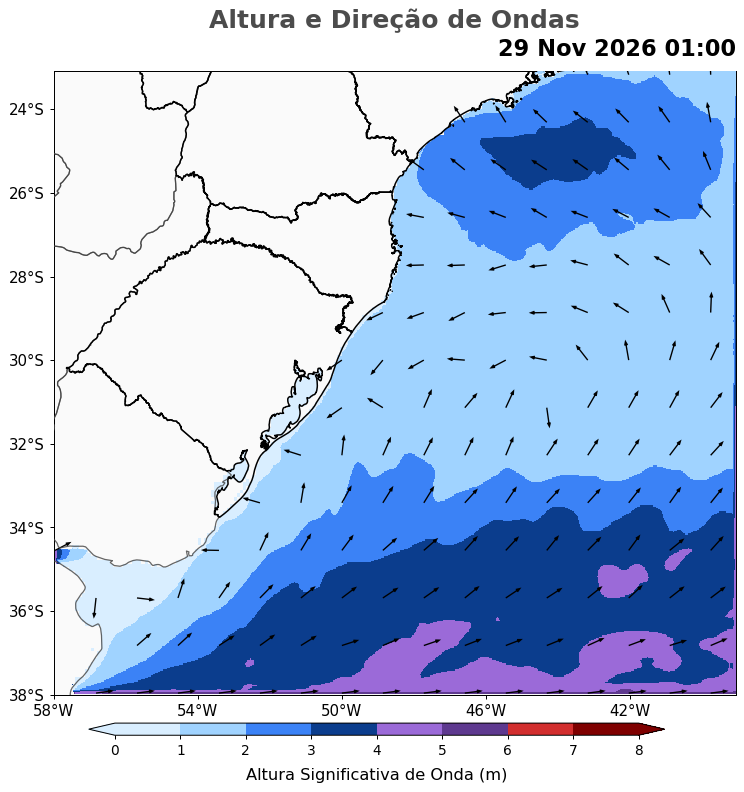 Altura e Direção de Ondas
29 Nov 2026 01:00
24°S
26°S
28°S
30°S
32°S
34°S
36°S
38°S
58°W 54°W 50°W 46°W 42°W
0 1 2 3 4 5 6 7 8
Altura Significativa de Onda (m)